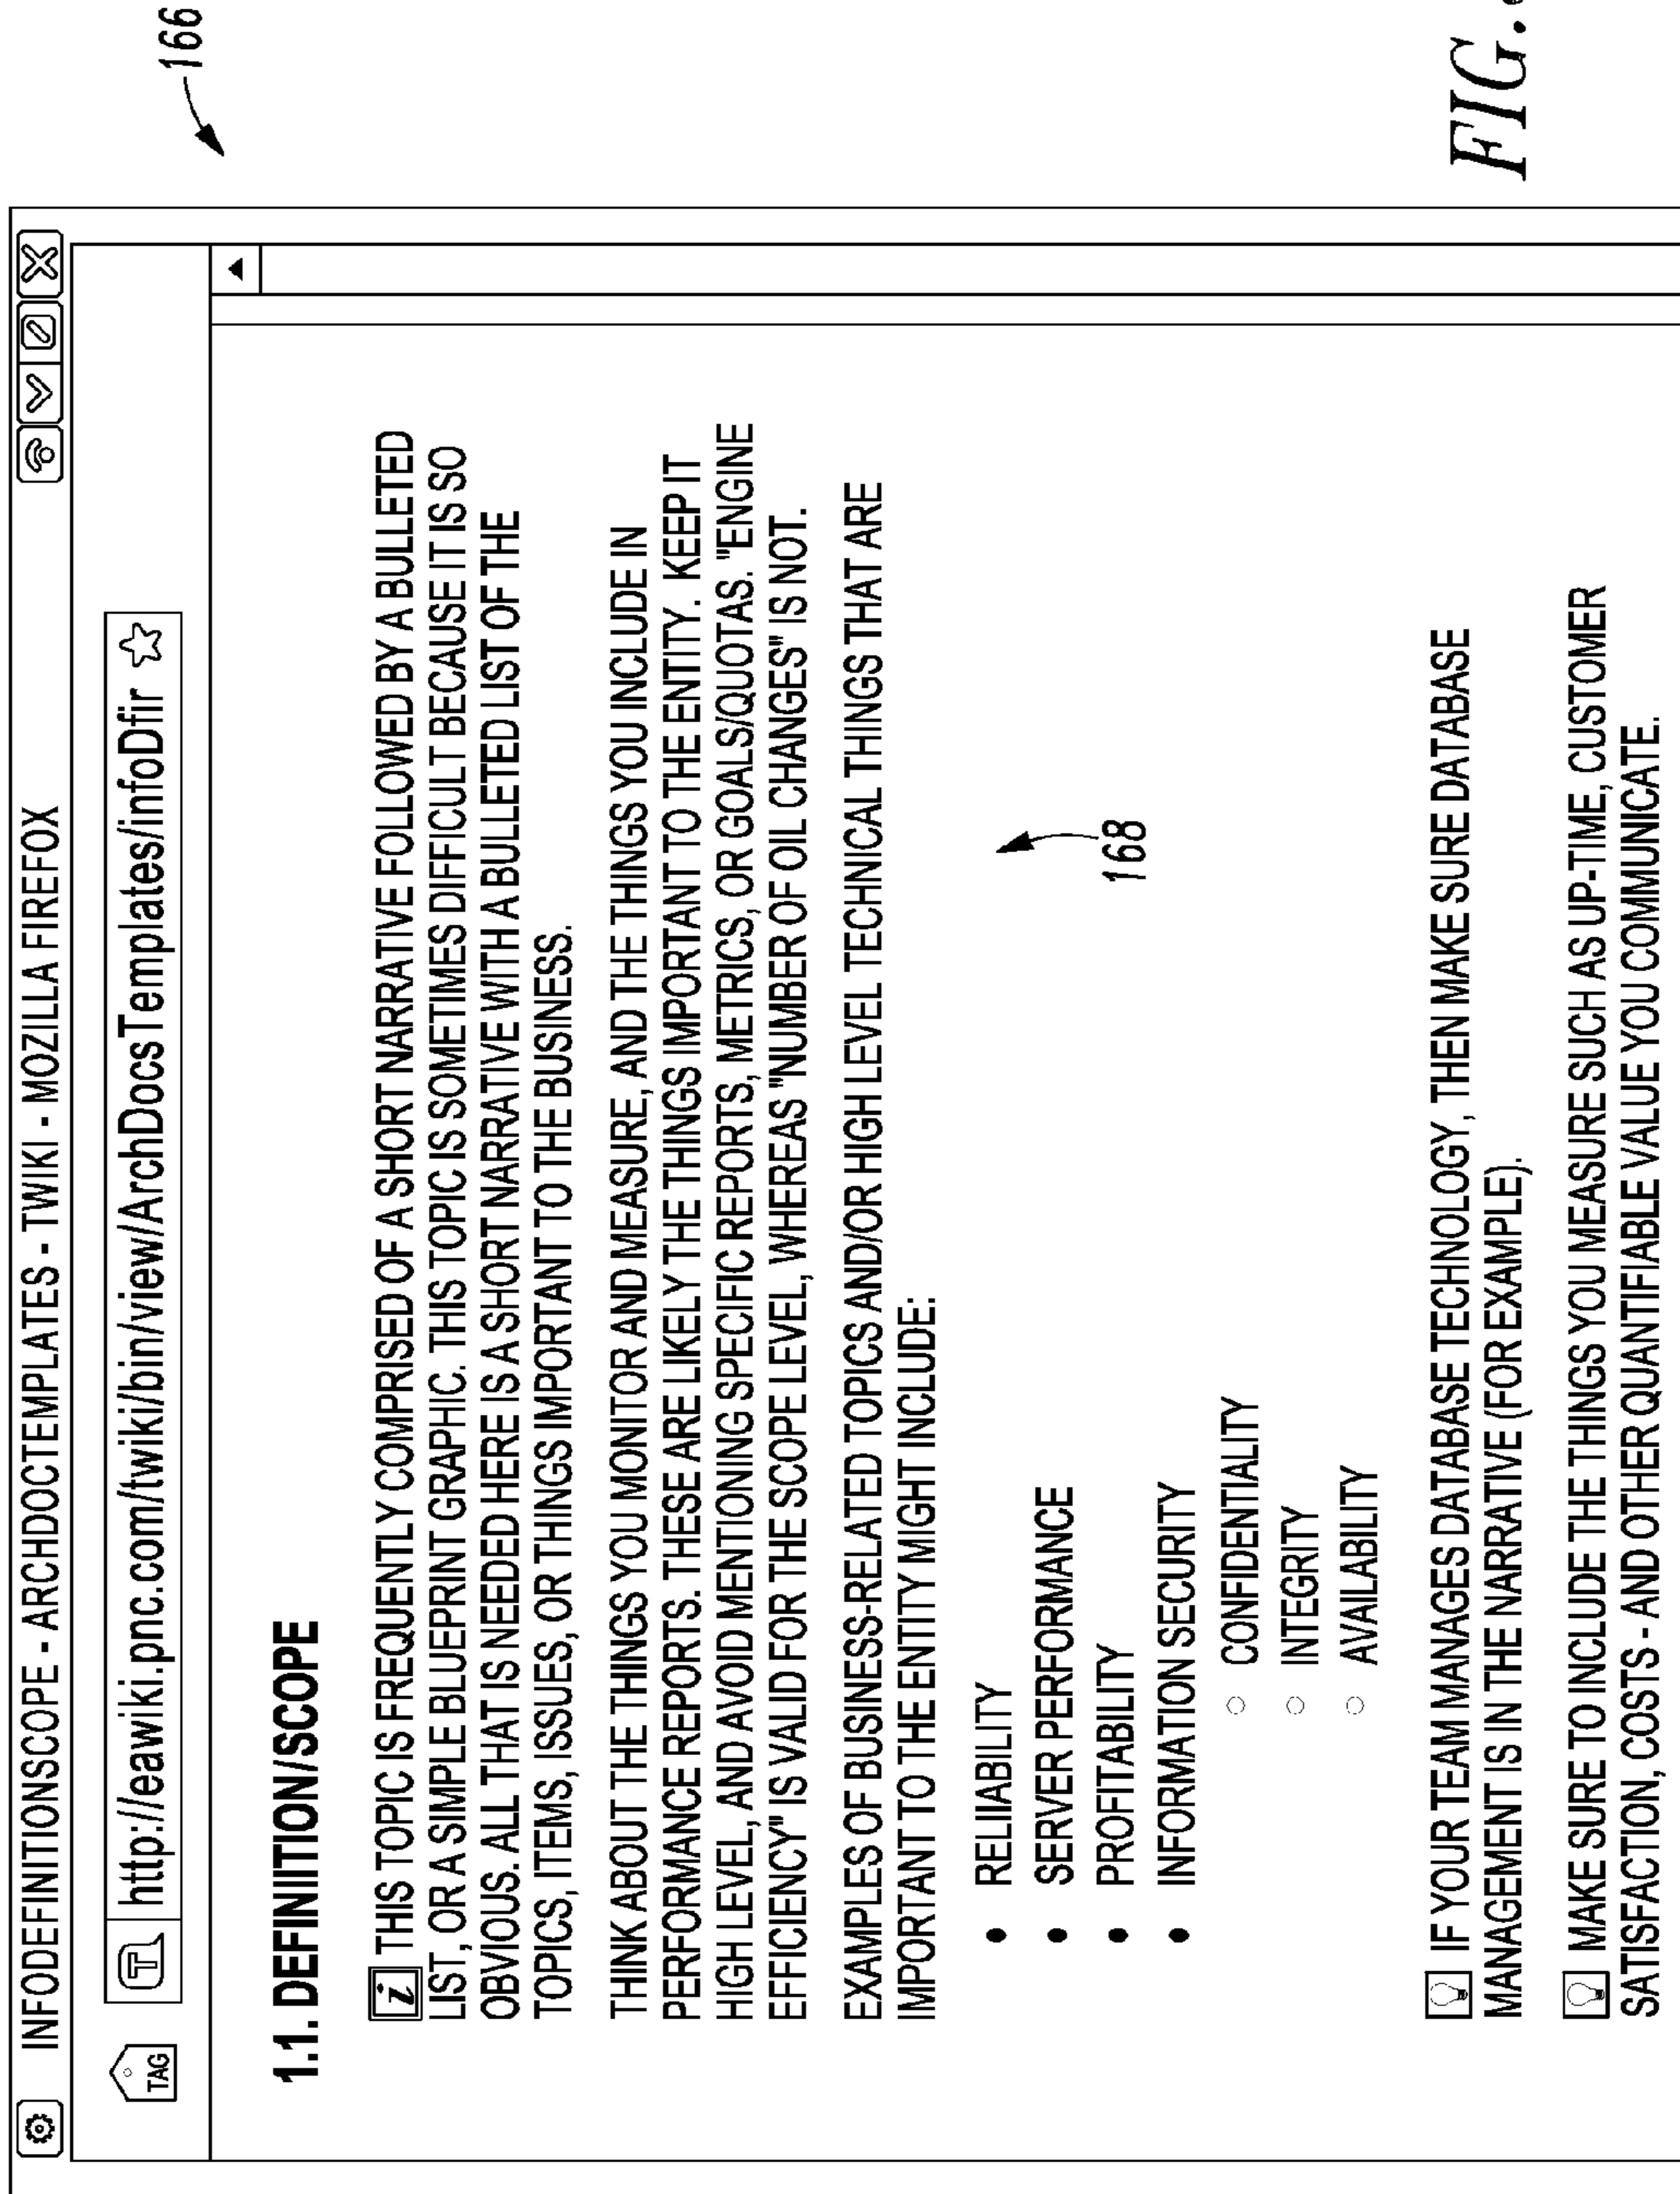 166
INFODEFINITIONSCOPE - ARCHDOCTEMPLATES - TWIKI - MOZILLA FIREFOX
TAG
T http://eawiki.pnc.com/twiki/bin/view/ArchDocsTemplates/infoDfir
1.1. DEFINITION/SCOPE
i THIS TOPIC IS FREQUENTLY COMPRISED OF A SHORT NARRATIVE FOLLOWED BY A BULLETED
LIST, OR A SIMPLE BLUEPRINT GRAPHIC. THIS TOPIC IS SOMETIMES DIFFICULT BECAUSE IT IS SO
OBVIOUS. ALL THAT IS NEEDED HERE IS A SHORT NARRATIVE WITH A BULLETED LIST OF THE
TOPICS, ITEMS, ISSUES, OR THINGS IMPORTANT TO THE BUSINESS.
THINK ABOUT THE THINGS YOU MONITOR AND MEASURE, AND THE THINGS YOU INCLUDE IN
PERFORMANCE REPORTS. THESE ARE LIKELY THE THINGS IMPORTANT TO THE ENTITY. KEEP IT
HIGH LEVEL, AND AVOID MENTIONING SPECIFIC REPORTS, METRICS, OR GOALS/QUOTAS. "ENGINE
EFFICIENCY" IS VALID FOR THE SCOPE LEVEL, WHEREAS "NUMBER OF OIL CHANGES" IS NOT.
EXAMPLES OF BUSINESS-RELATED TOPICS AND/OR HIGH LEVEL TECHNICAL THINGS THAT ARE
IMPORTANT TO THE ENTITY MIGHT INCLUDE:
• RELIIABILITY
• SERVER PERFORMANCE
• PROFITABILITY
• INFORMATION SECURITY
○ CONFIDENTIALITY
○ INTEGRITY
○ AVAILABILITY
168
IF YOUR TEAM MANAGES DATABASE TECHNOLOGY, THEN MAKE SURE DATABASE
MANAGEMENT IS IN THE NARRATIVE (FOR EXAMPLE).
MAKE SURE TO INCLUDE THE THINGS YOU MEASURE SUCH AS UP-TIME, CUSTOMER
SATISFACTION, COSTS - AND OTHER QUANTIFIABLE VALUE YOU COMMUNICATE.
FIG.